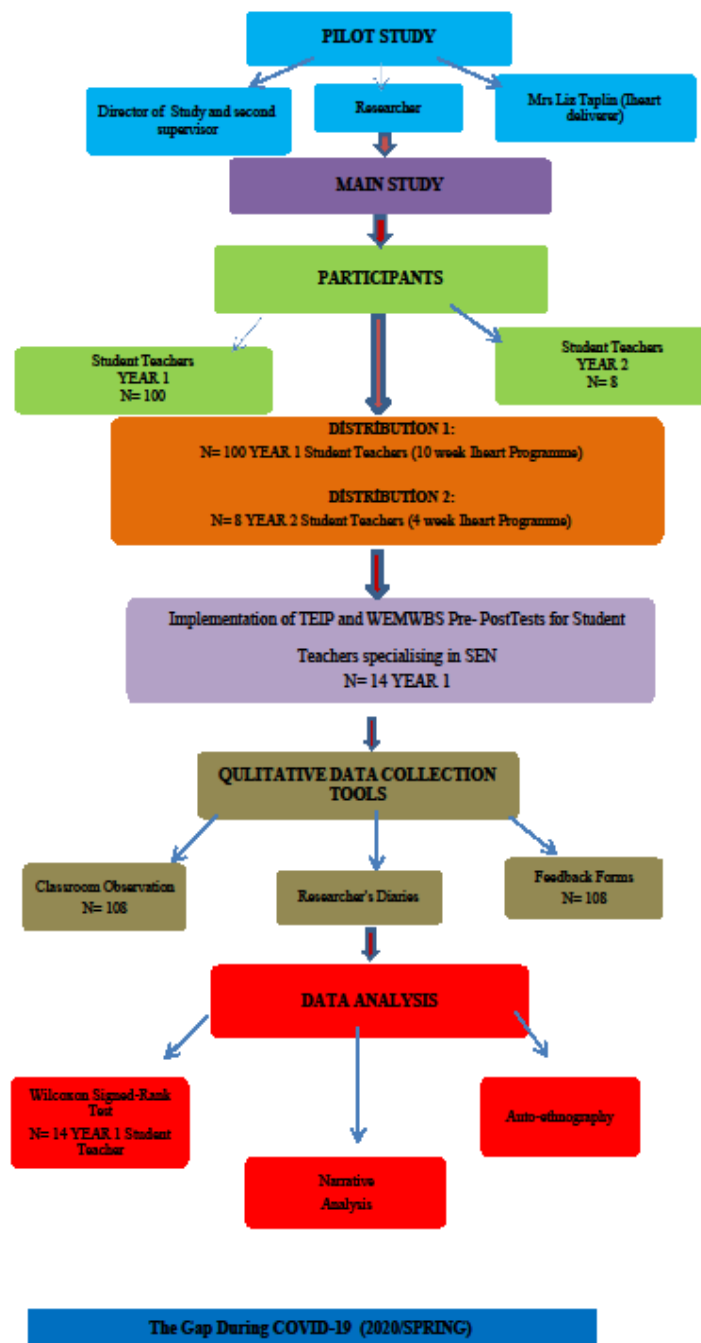 PILOT STUDY
Director of Study and second
supervisor
Researcher
Mrs Liz Taplin (Iheart
deliverer)
MAIN STUDY
PARTICIPANTS
Student Teachers
YEAR 1
N= 100
Student Teachers
YEAR 2
N= 8
DİSTRİBUTİON 1:
N= 100 YEAR 1 Student Teachers (10 week Iheart Programme)
DİSTRİBUTİON 2:
N= 8 YEAR 2 Student Teachers (4 week Iheart Programme)
Implementation of TEIP and WEMWBS Pre- PostTests for Student
Teachers specialising in SEN
N= 14 YEAR 1
QULITATIVE DATA COLLECTION
TOOLS
Classroom Observation
N= 108
Researcher's Diaries
Feedback Forms
N= 108
DATA ANALYSIS
Wilcoxon Signed-Rank
Test
N= 14 YEAR 1 Student
Teacher
Narrative
Analysis
Auto-ethnography
The Gap During COVID-19 (2020/SPRING)